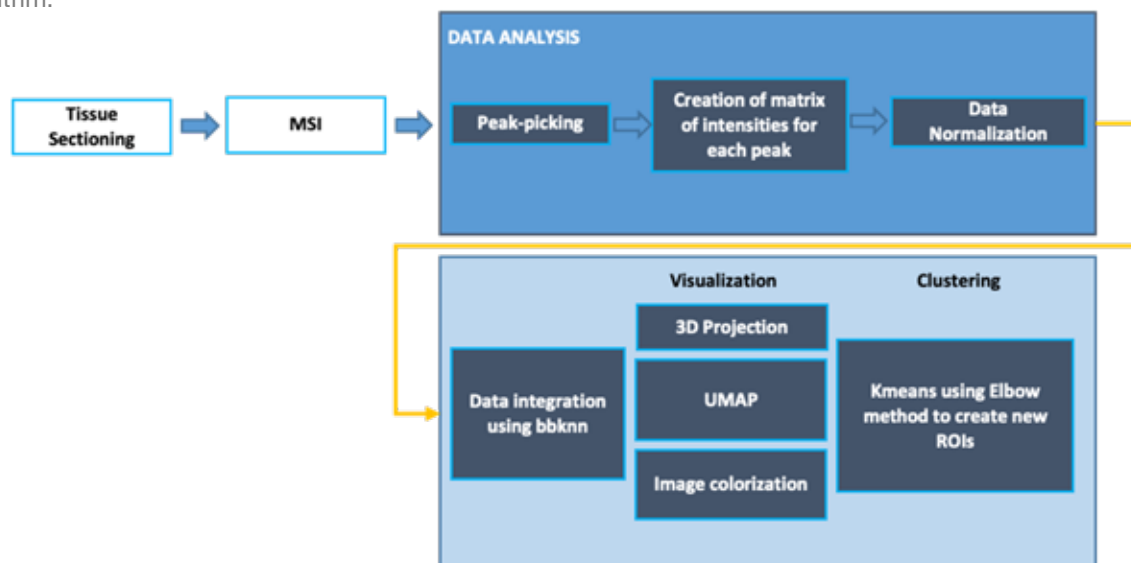 DATA ANALYSIS
Tissue
Sectioning
MSI
Peak-picking
Creation of matrix
of intensities for
each peak
Data
Normalization
Visualization
Clustering
3D Projection
Data integration
using bbknn
UMAP
Kmeans using Elbow
method to create new
ROIs
Image colorization